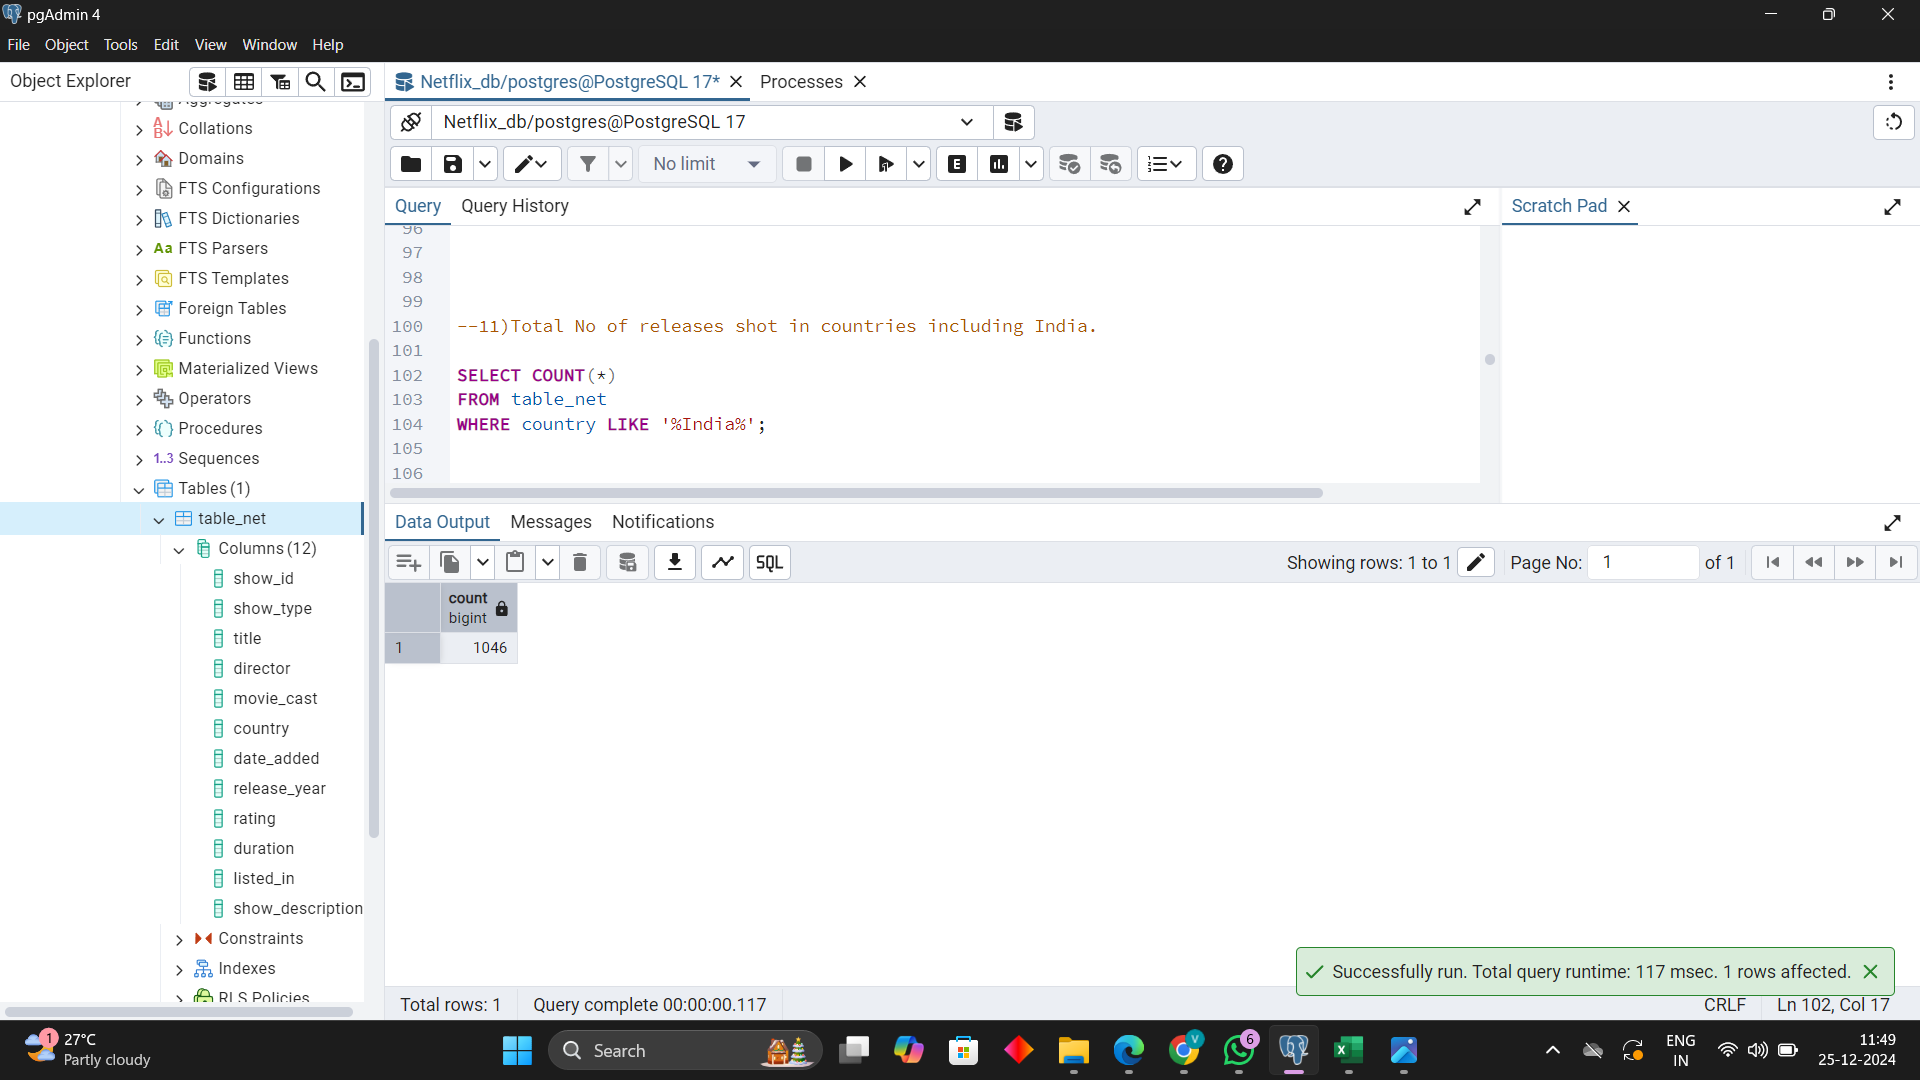 pgAdmin 4
File Object Tools Edit View Window Help
Object Explorer
Netflix_db/postgres@PostgreSQL 17*
Processes
Netflix_db/postgres@PostgreSQL 17
No limit
E
Query
Query History
Scratch Pad
Aggregates
Collations
Domains
FTS Configurations
FTS Dictionaries
Aa FTS Parsers
FTS Templates
Foreign Tables
Functions
Materialized Views
Operators
Procedures
1..3 Sequences
Tables (1)
table_net
Columns (12)
show_id
show_type
title
director
movie_cast
country
date_added
release_year
rating
duration
listed_in
show_description
Constraints
Indexes
RLS Policies
96
97
98
99
100 --11)Total No of releases shot in countries including India.
101
102 SELECT COUNT(*)
103 FROM table_net
104 WHERE country LIKE '%India%';
105
106
Data Output Messages Notifications
SQL
Showing rows: 1 to 1
Page No: 1 of 1
count
bigint
1 1046
Successfully run. Total query runtime: 117 msec. 1 rows affected.
Total rows: 1
Query complete 00:00:00.117
CRLF
Ln 102, Col 17
1
27°C
Partly cloudy
Search
V
6
ENG
IN
11:49
25-12-2024